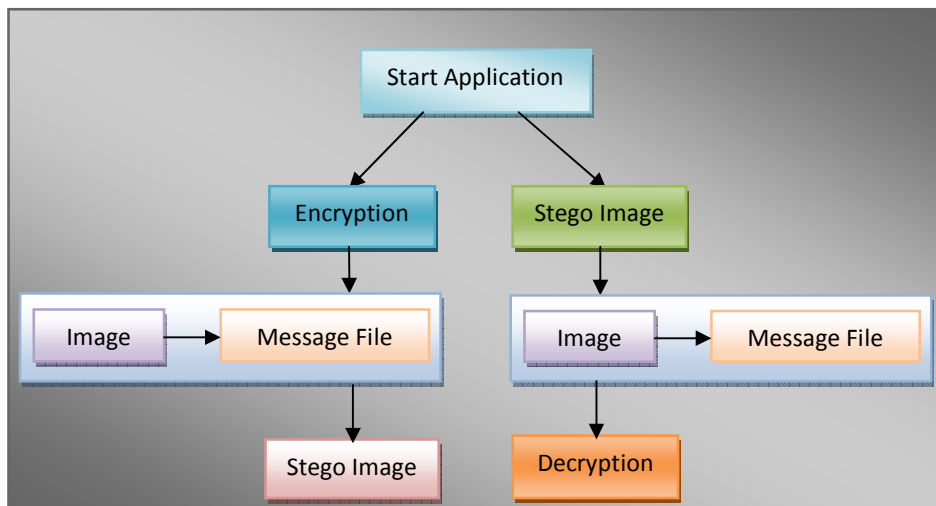 Start Application
Encryption
Stego Image
Image
Message File
Image
Message File
Stego Image
Decryption